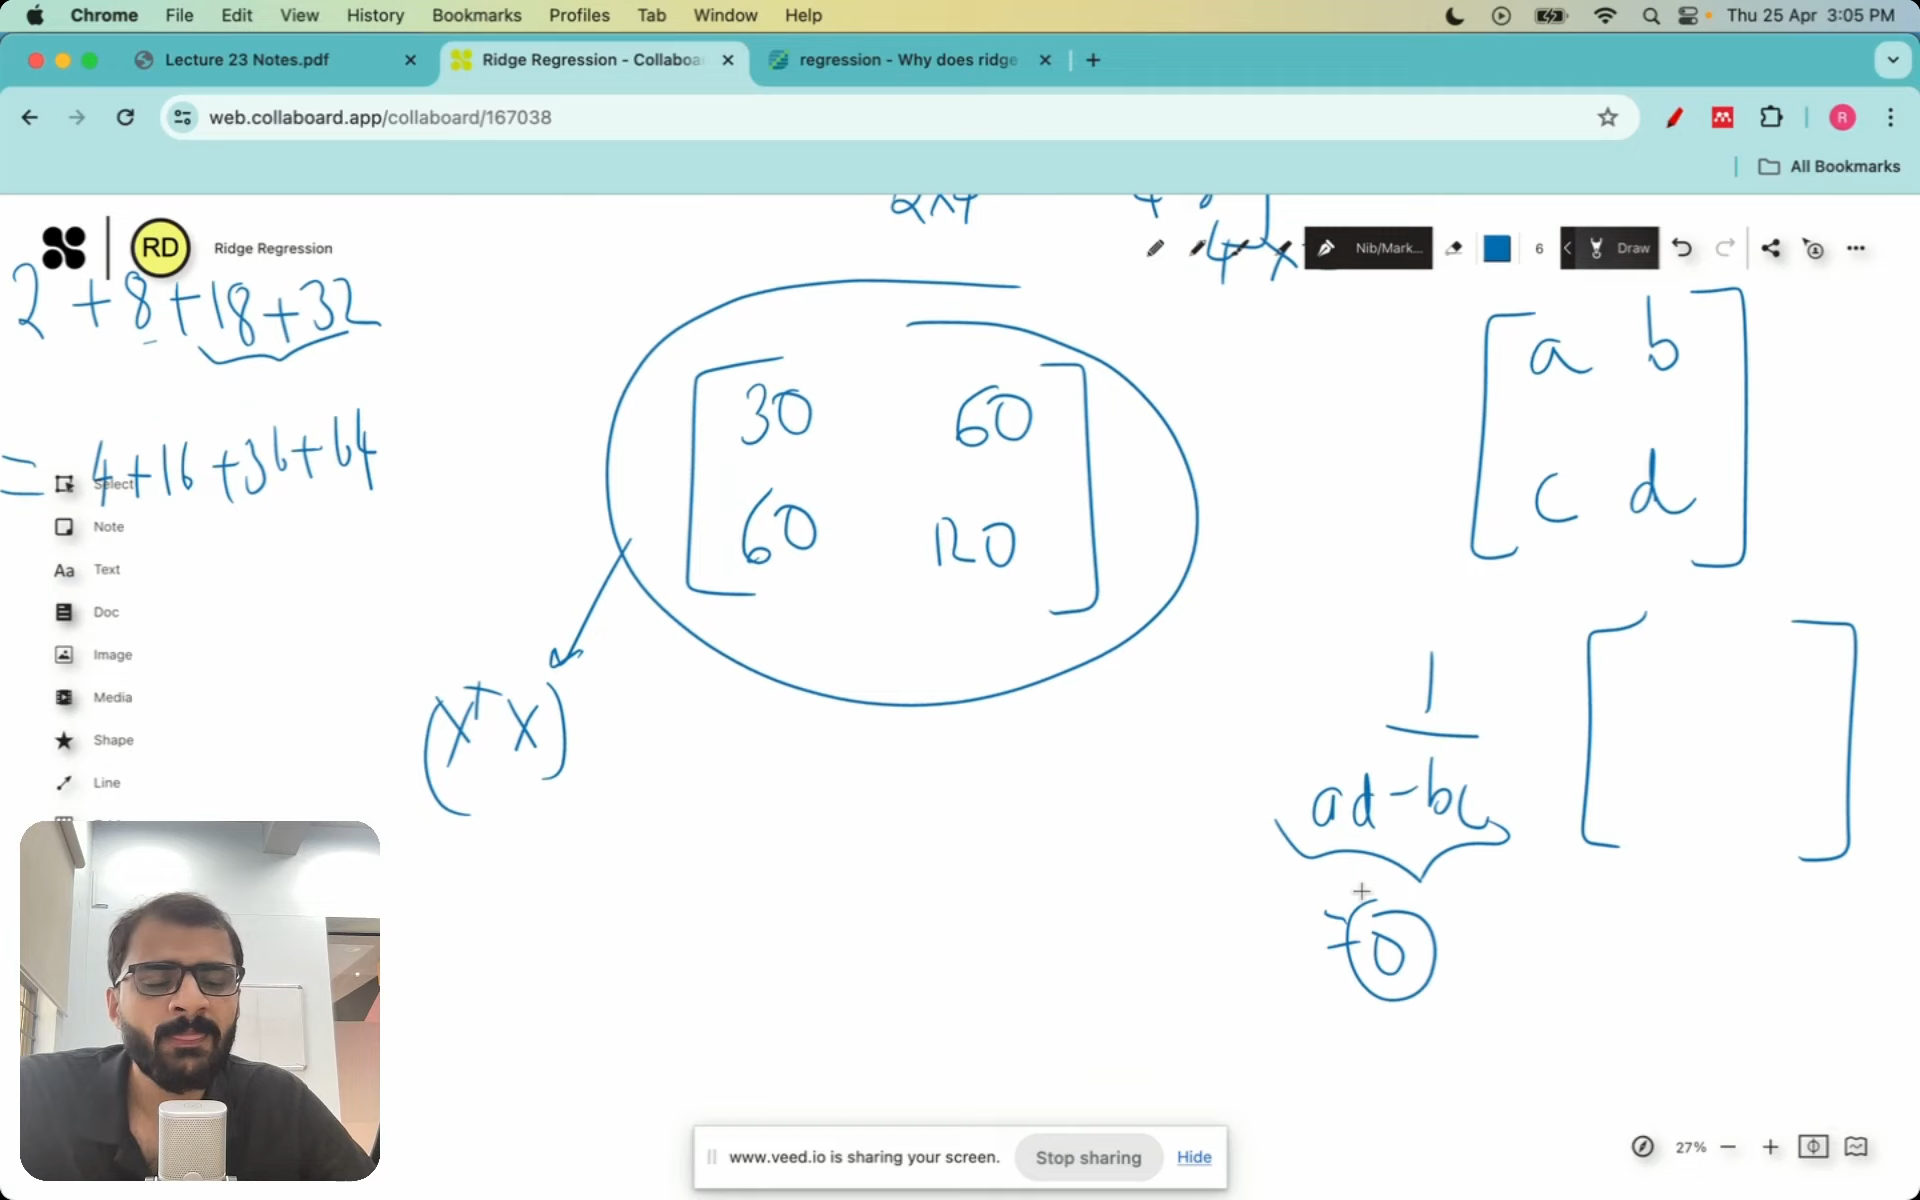 Chrome File Edit View History Bookmarks Profiles Tab Window Help Thu 25 Apr 3:05 PM
Lecture 23 Notes.pdf Ridge Regression - Collaboa regression - Why does ridge
web.collaboard.app/collaboard/167038 R
All Bookmarks
2x4
RD Ridge Regression
4 x
Nib/Mark... 6 Draw
2 + 8 + 18 + 32
= 4 + 16 + 36 + 64
30 60
60 120
a b
c d
Select
Note
Aa Text
Doc
Image
Media
Shape
Line
(XᵀX)
1
ad-bc
= 0
www.veed.io is sharing your screen. Stop sharing Hide
27% − +